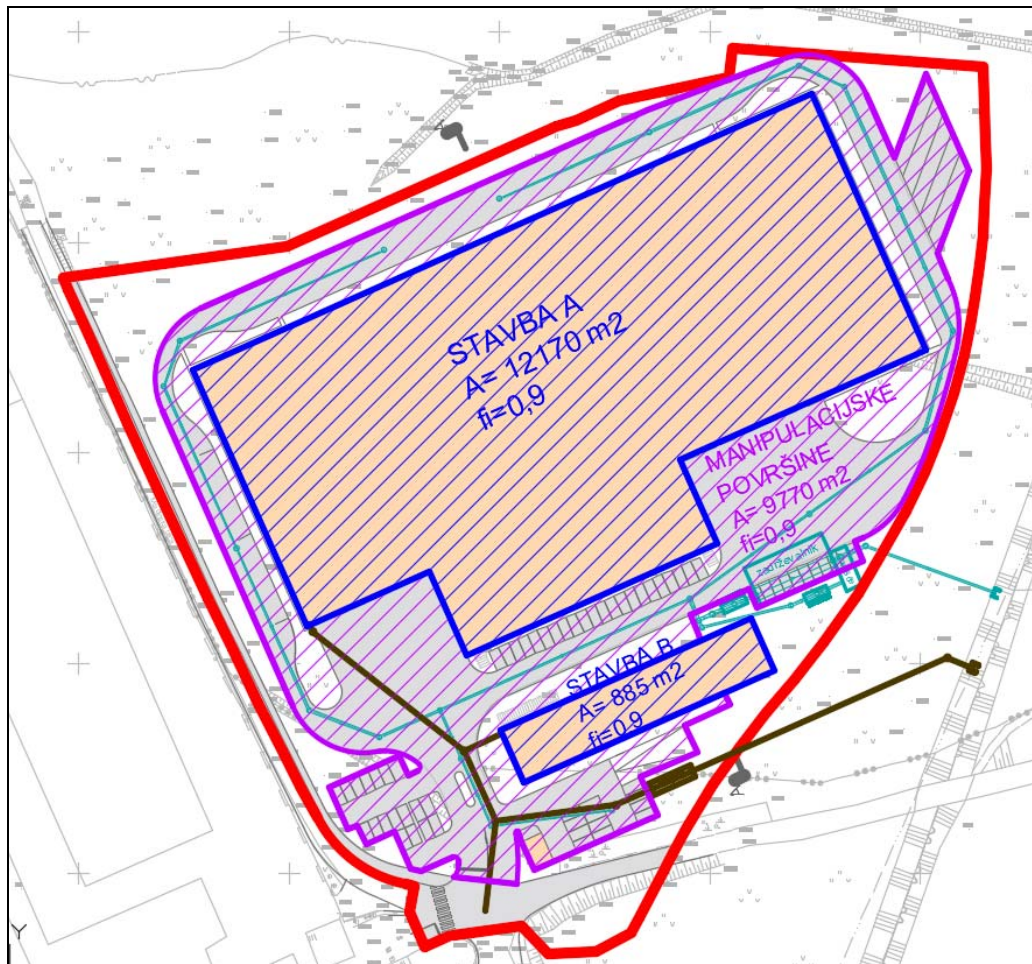 STAVBA A
A= 12170 m2
fi=0,9
MANIPULACIJSKE
POVRŠINE
A= 9770 m2
fi=0,9
zadrževalnik
STAVBA B
A= 885 m2
fi=0,9
A
A
Y